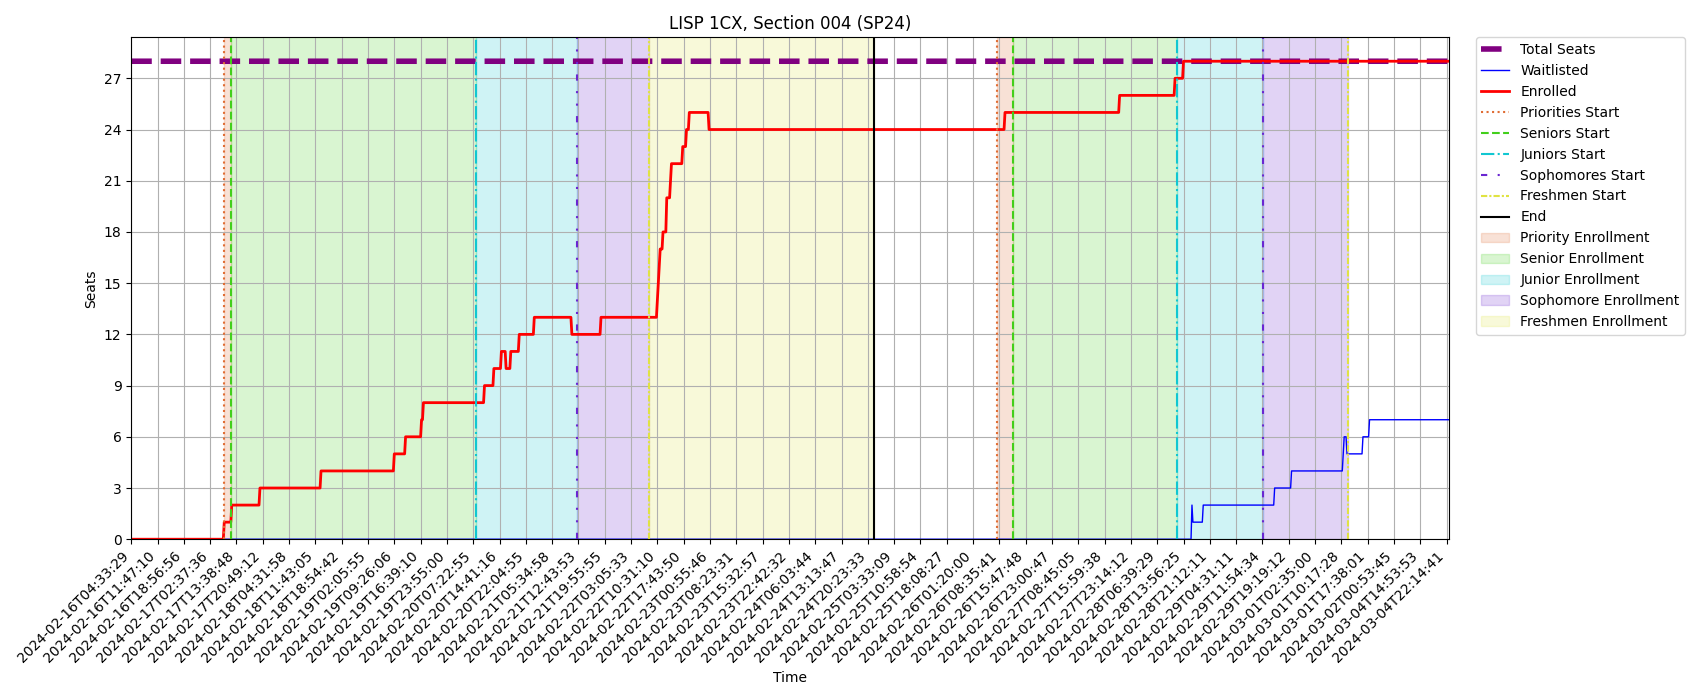 LISP 1CX, Section 004 (SP24)
Total Seats
Waitlisted
Enrolled
Priorities Start
Seniors Start
Juniors Start
Sophomores Start
Freshmen Start
End
Priority Enrollment
Senior Enrollment
Junior Enrollment
Sophomore Enrollment
Freshmen Enrollment
Seats
27
24
21
18
15
12
9
6
3
0
2024-02-16T04:33:29
2024-02-16T11:47:10
2024-02-16T18:56:56
2024-02-17T02:37:36
2024-02-17T13:38:48
2024-02-17T20:49:12
2024-02-18T04:31:58
2024-02-18T11:43:05
2024-02-18T18:54:42
2024-02-19T02:05:55
2024-02-19T09:26:06
2024-02-19T16:39:10
2024-02-19T23:55:00
2024-02-20T07:22:55
2024-02-20T14:41:16
2024-02-20T22:04:55
2024-02-21T05:34:58
2024-02-21T12:43:53
2024-02-21T19:55:55
2024-02-22T03:05:33
2024-02-22T10:31:10
2024-02-22T17:43:50
2024-02-23T00:55:46
2024-02-23T08:23:31
2024-02-23T15:32:57
2024-02-23T22:42:32
2024-02-24T06:03:44
2024-02-24T13:13:47
2024-02-24T20:23:33
2024-02-25T03:33:09
2024-02-25T10:58:54
2024-02-25T18:08:27
2024-02-26T01:20:00
2024-02-26T08:35:41
2024-02-26T15:47:48
2024-02-26T23:00:47
2024-02-27T08:45:05
2024-02-27T15:59:38
2024-02-27T23:14:12
2024-02-28T06:39:29
2024-02-28T13:56:25
2024-02-28T21:12:11
2024-02-29T04:31:11
2024-02-29T11:54:34
2024-02-29T19:19:12
2024-03-01T02:35:00
2024-03-01T10:17:28
2024-03-01T17:38:01
2024-03-02T00:53:45
2024-03-04T14:53:53
2024-03-04T22:14:41
Time